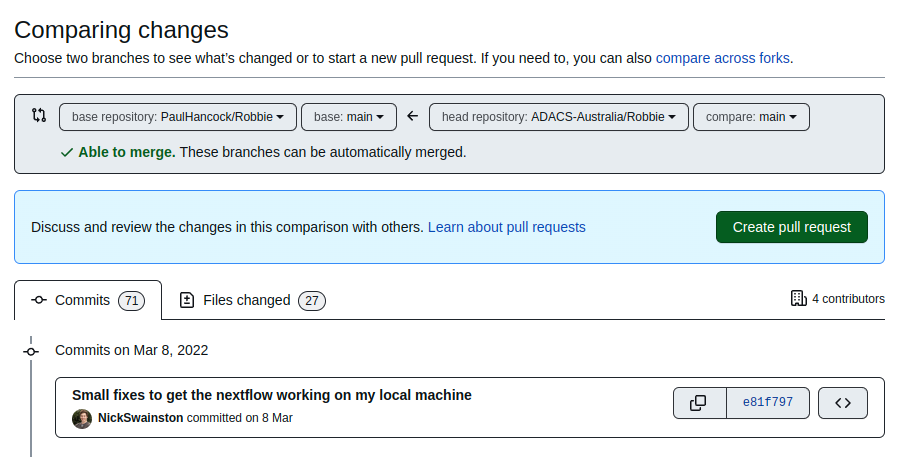 Comparing changes
Choose two branches to see what's changed or to start a new pull request. If you need to, you can also compare across forks.
base repository: PaulHancock/Robbie base: main head repository: ADACS-Australia/Robbie compare: main
Able to merge. These branches can be automatically merged.
Discuss and review the changes in this comparison with others. Learn about pull requests Create pull request
Commits 71 Files changed 27 4 contributors
Commits on Mar 8, 2022
Small fixes to get the nextflow working on my local machine
e81f797
NickSwainston committed on 8 Mar